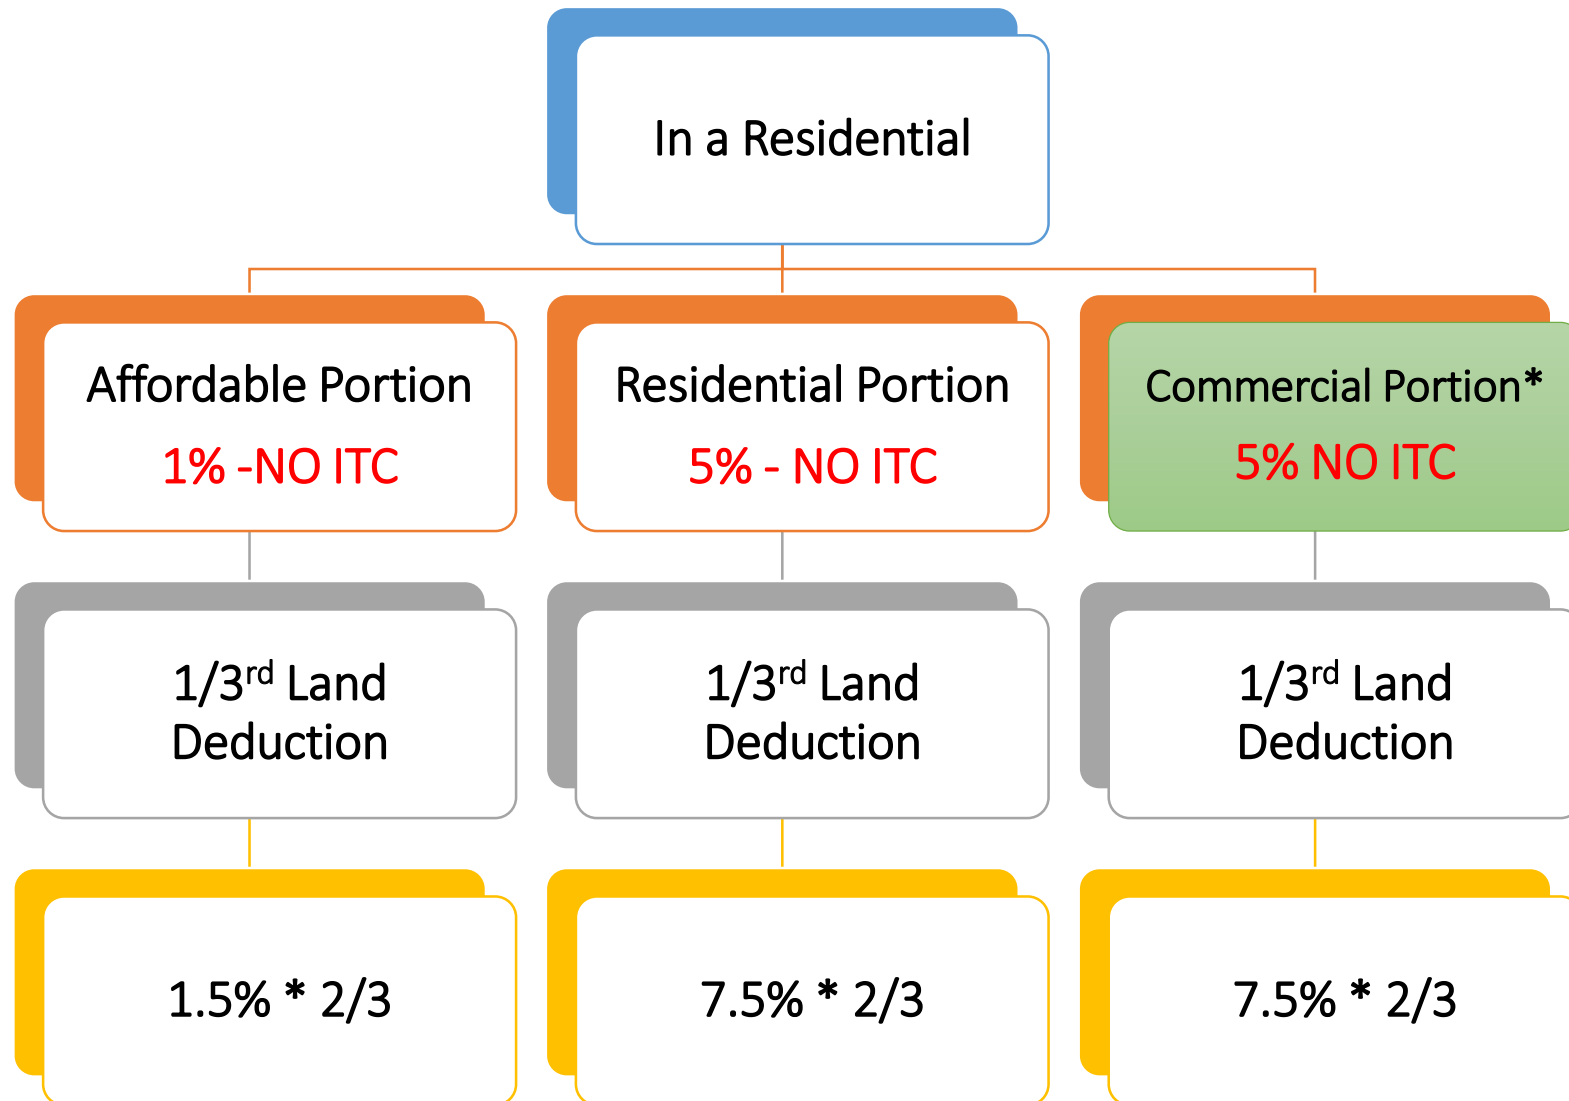 In a Residential
Affordable Portion
1% -NO ITC
Residential Portion
5% - NO ITC
Commercial Portion*
5% NO ITC
1/3rd Land
Deduction
1/3rd Land
Deduction
1/3rd Land
Deduction
1.5% * 2/3
7.5% * 2/3
7.5% * 2/3